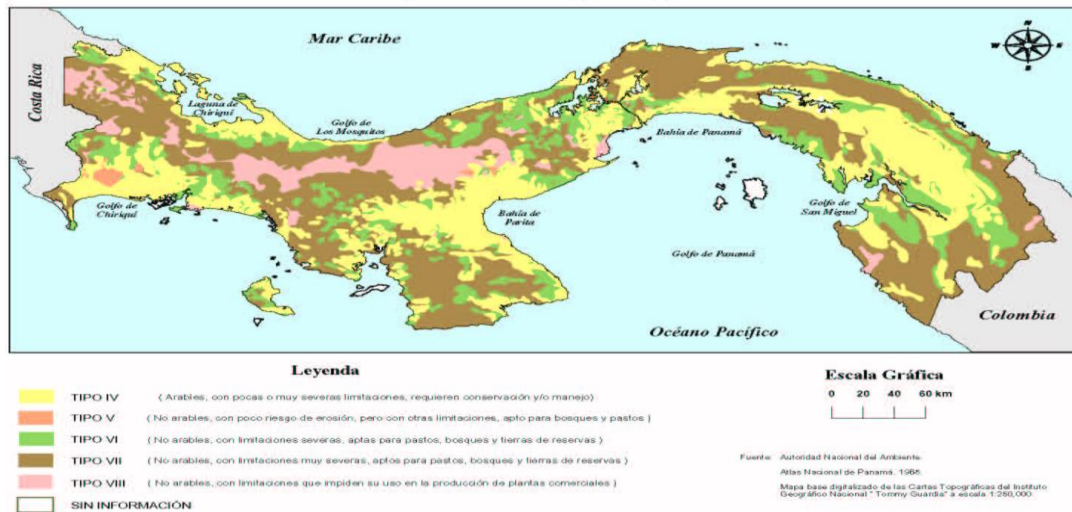 Mar Caribe
Costa Rica
Laguna de
Chiriquí
Golfo de
Los Mosquitos
Bahía de Panamá
Golfo de
Chiriquí
Bahía de
Parita
Golfo de
San Miguel
Golfo de Panamá
Océano Pacífico
Colombia
N
W E
S
Leyenda
TIPO IV ( Arables, con pocas o muy severas limitaciones, requieren conservación y/o manejo)
TIPO V ( No arables, con poco riesgo de erosión, pero con otras limitaciones, apto para bosques y pastos )
TIPO VI ( No arables, con limitaciones severas, aptas para pastos, bosques y tierras de reservas )
TIPO VII ( No arables, con limitaciones muy severas, aptos para pastos, bosques y tierras de reservas )
TIPO VIII ( No arables, con limitaciones que impiden su uso en la producción de plantas comerciales )
SIN INFORMACIÓN
Escala Gráfica
0 20 40 60 km
Fuente: Autoridad Nacional del Ambiente.
Atlas Nacional de Panamá. 1988.
Mapa base digitalizado de las Cartas Topográficas del Instituto
Geográfico Nacional " Tommy Guardia" a escala 1:250,000.